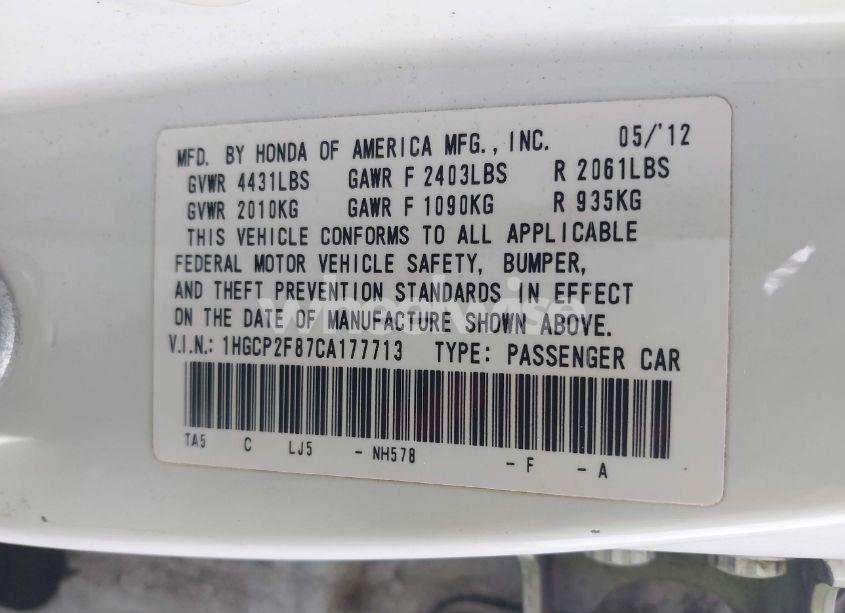 MFD. BY HONDA OF AMERICA MFG., INC. 05/'12
GVWR 4431LBS GAWR F 2403LBS R 2061LBS
GVWR 2010KG GAWR F 1090KG R 935KG
THIS VEHICLE CONFORMS TO ALL APPLICABLE
FEDERAL MOTOR VEHICLE SAFETY, BUMPER,
AND THEFT PREVENTION STANDARDS IN EFFECT
ON THE DATE OF MANUFACTURE SHOWN ABOVE.
V.I.N.: 1HGCP2F87CA177713 TYPE: PASSENGER CAR
TA5 C LJ5 - NH578 - F - A